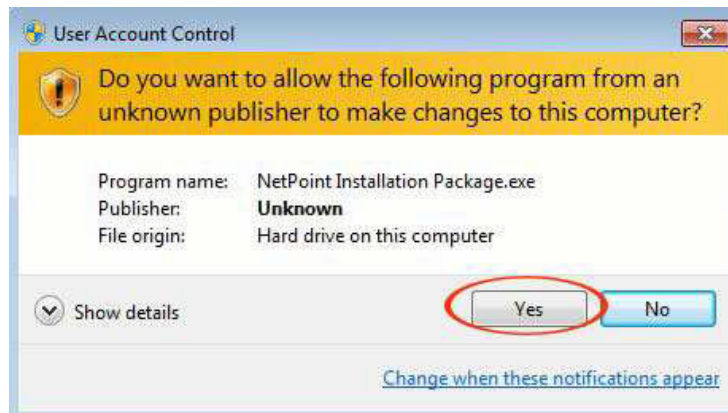 User Account Control
Do you want to allow the following program from an
unknown publisher to make changes to this computer?
Program name: NetPoint Installation Package.exe
Publisher: Unknown
File origin: Hard drive on this computer
Show details
Yes
No
Change when these notifications appear